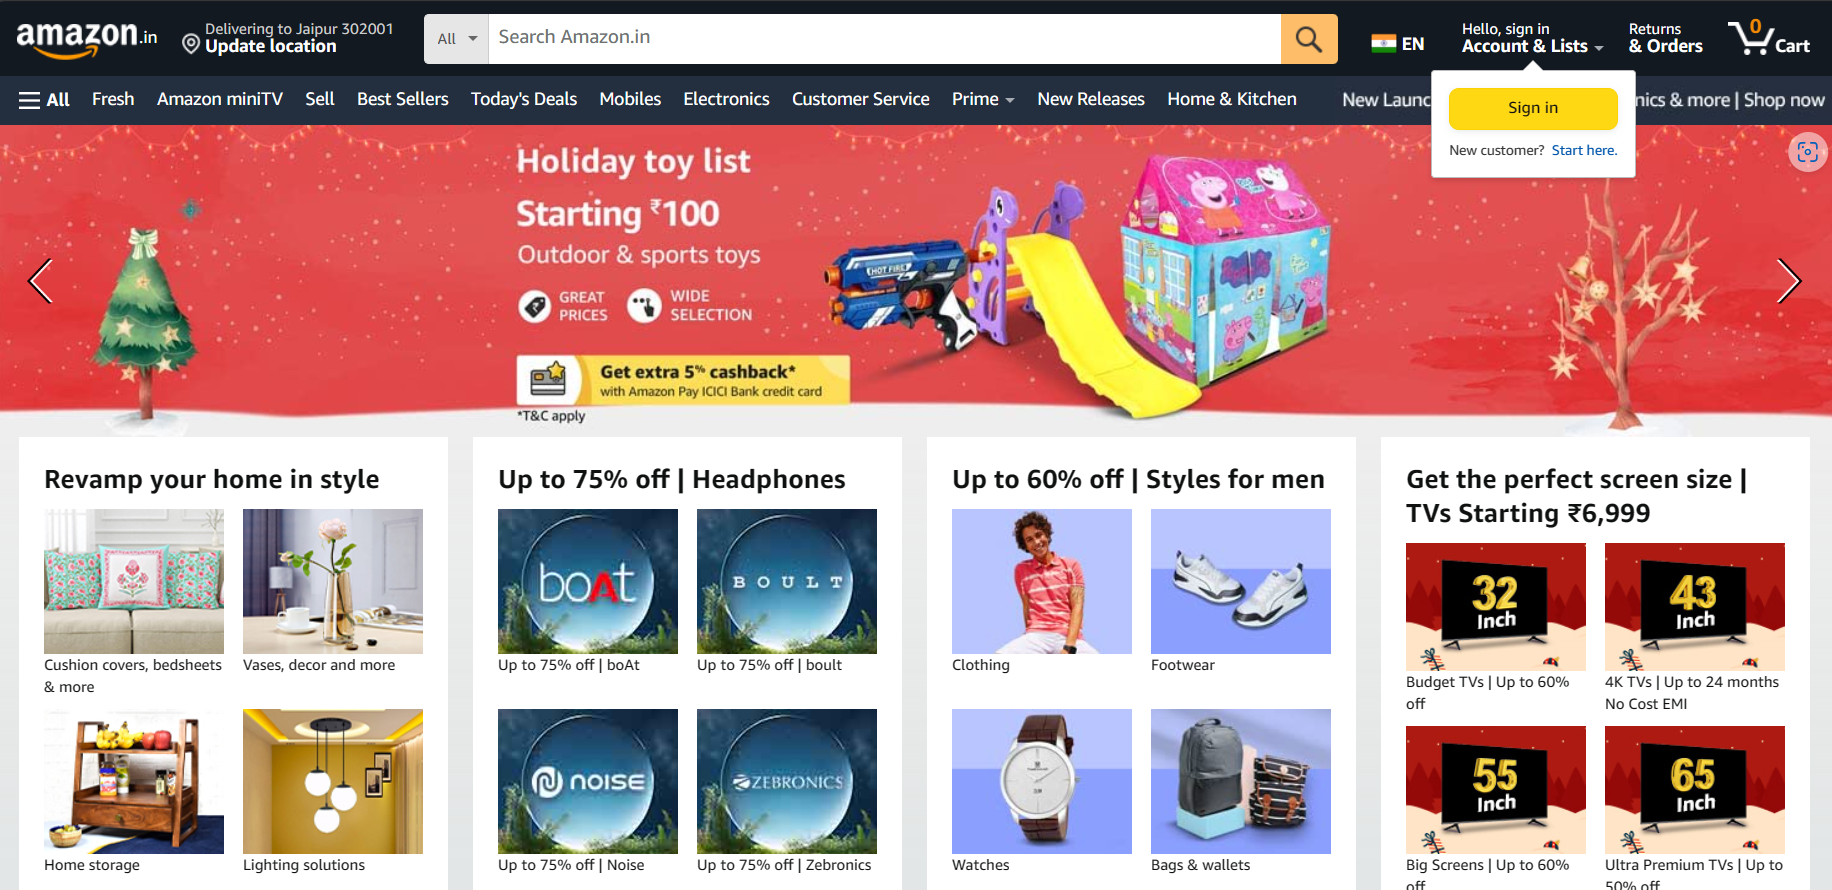 amazon.in
Delivering to Jaipur 302001
Update location
All
Search Amazon.in
EN
Hello, sign in
Account & Lists
Returns
& Orders
0
Cart
All
Fresh
Amazon miniTV
Sell
Best Sellers
Today's Deals
Mobiles
Electronics
Customer Service
Prime
New Releases
Home & Kitchen
New Launc
nics & more | Shop now
Sign in
New customer? Start here.
Holiday toy list
Starting ₹100
Outdoor & sports toys
GREAT
PRICES
WIDE
SELECTION
Get extra 5% cashback*
with Amazon Pay ICICI Bank credit card
*T&C apply
HOT FIRE
Revamp your home in style
Cushion covers, bedsheets
& more
Vases, decor and more
Home storage
Lighting solutions
Up to 75% off | Headphones
boAt
BOULT
Up to 75% off | boAt
Up to 75% off | boult
noise
ZEBRONICS
Up to 75% off | Noise
Up to 75% off | Zebronics
Up to 60% off | Styles for men
Clothing
Footwear
Watches
Bags & wallets
Get the perfect screen size |
TVs Starting ₹6,999
32
Inch
43
Inch
Budget TVs | Up to 60%
off
4K TVs | Up to 24 months
No Cost EMI
55
Inch
65
Inch
Big Screens | Up to 60%
off
Ultra Premium TVs | Up to
50% off